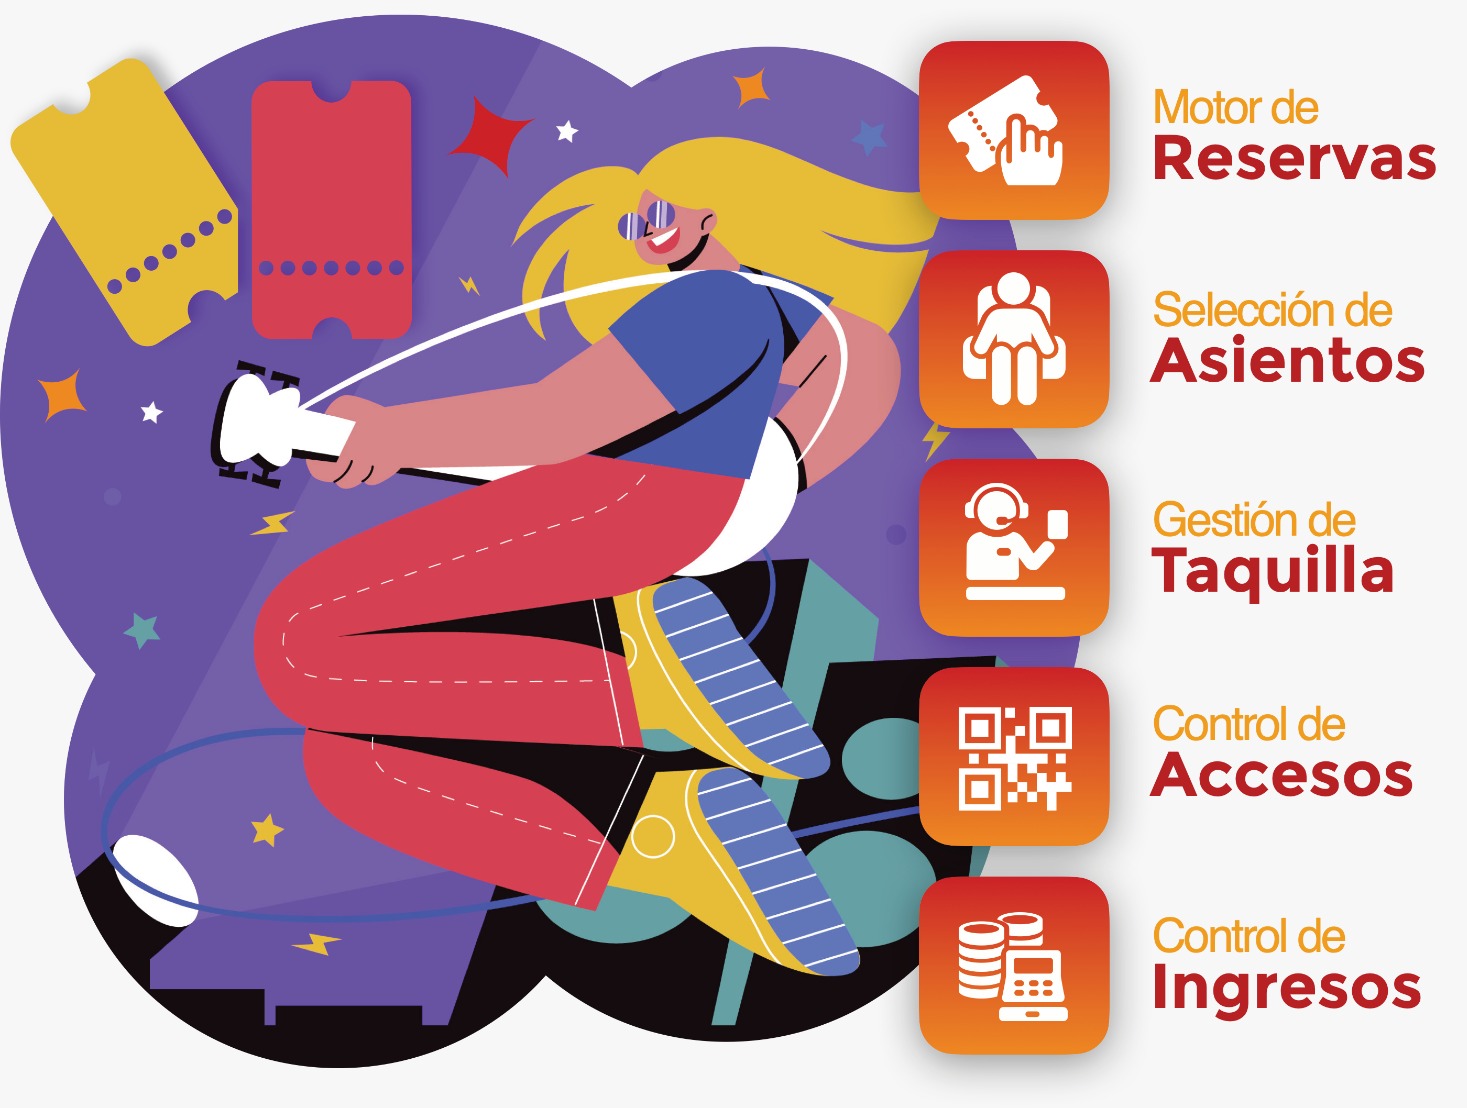 Motor de
Reservas
Selección de
Asientos
Gestión de
Taquilla
Control de
Accesos
Control de
Ingresos